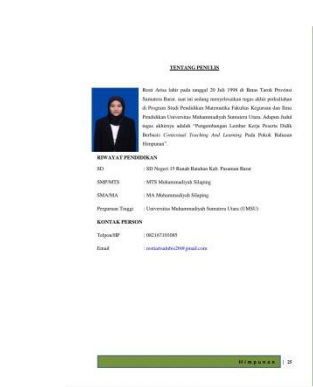 TENTANG PENULIS
Rosti Arisa lahir pada tanggal 20 Juli 1998 di Batas Tarok Provinsi
Sumatera Barat. saat ini sedang menyelesaikan tugas akhir perkuliahan
di Program Studi Pendidikan Matematika Fakultas Keguruan dan Ilmu
Pendidikan Universitas Muhammadiyah Sumatera Utara. Adapun Judul
tugas akhirnya adalah "Pengembangan Lembar Kerja Peserta Didik
Berbasis Contextual Teaching And Learning Pada Pokok Bahasan
Himpunan".
RIWAYAT PENDIDIKAN
SD : SD Negeri 15 Ranah Batahan Kab. Pasaman Barat
SMP/MTS : MTS Muhammadiyah Silaping
SMA/MA : MA Muhammadiyah Silaping
Perguruan Tinggi : Universitas Muhammadiyah Sumatera Utara (UMSU)
KONTAK PERSON
Telpon/HP
Email
Himpunan | 25